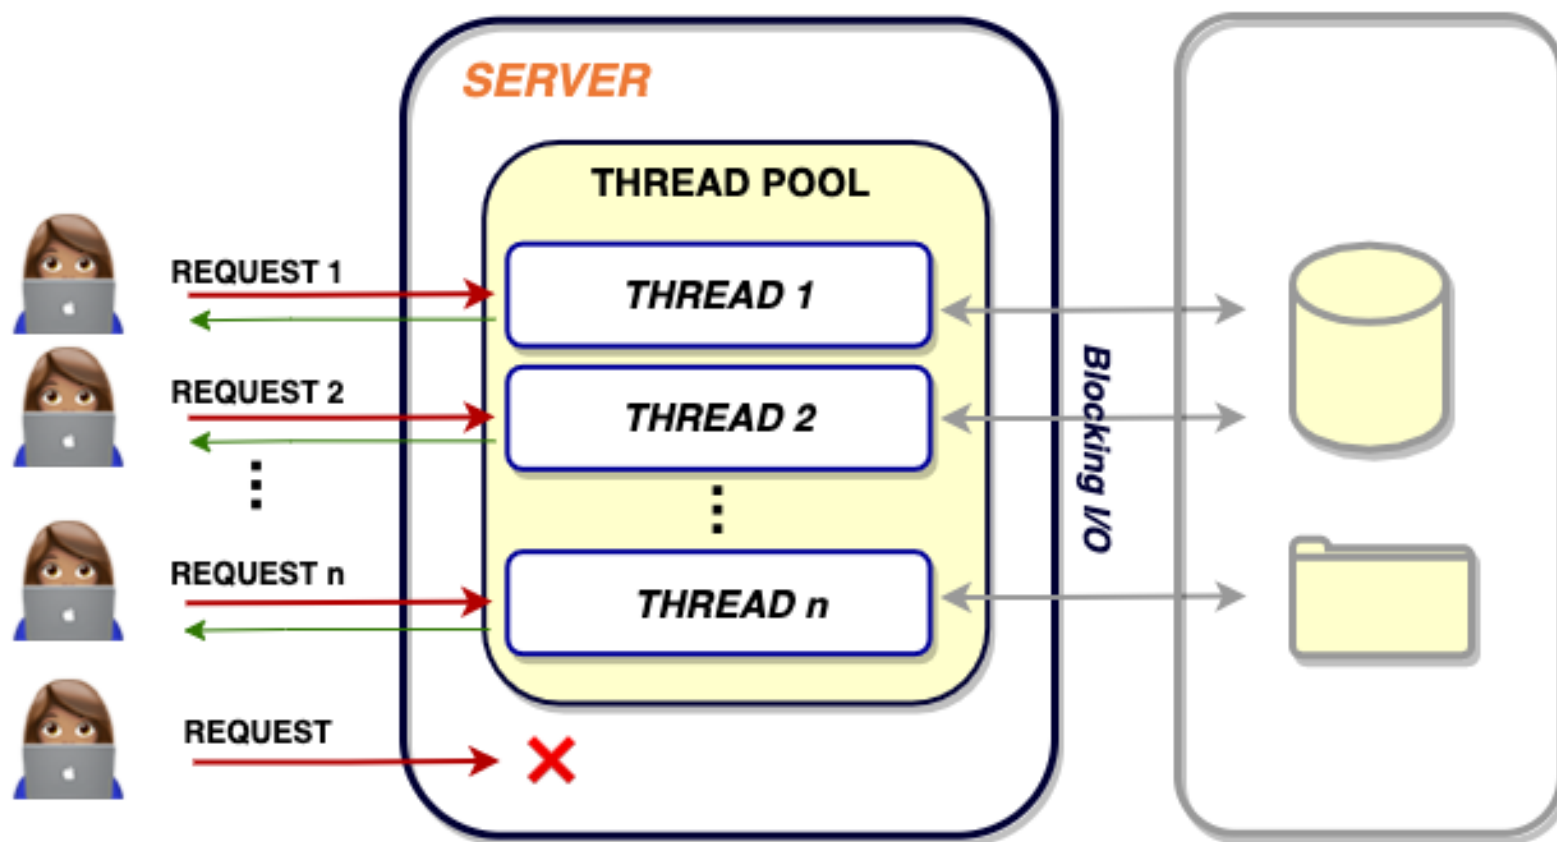 SERVER
THREAD POOL
REQUEST 1
THREAD 1
REQUEST 2
THREAD 2
Blocking I/O
REQUEST n
THREAD n
REQUEST